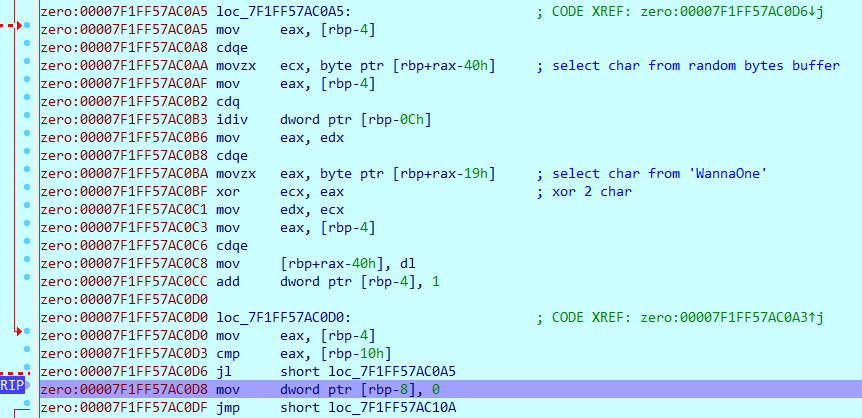 zero:00007F1FF57AC0A5 loc_7F1FF57AC0A5: ; CODE XREF: zero:00007F1FF57AC0D6↓j
zero:00007F1FF57AC0A5 mov eax, [rbp-4]
zero:00007F1FF57AC0A8 cdqe
zero:00007F1FF57AC0AA movzx ecx, byte ptr [rbp+rax-40h] ; select char from random bytes buffer
zero:00007F1FF57AC0AF mov eax, [rbp-4]
zero:00007F1FF57AC0B2 cdq
zero:00007F1FF57AC0B3 idiv dword ptr [rbp-0Ch]
zero:00007F1FF57AC0B6 mov eax, edx
zero:00007F1FF57AC0B8 cdqe
zero:00007F1FF57AC0BA movzx eax, byte ptr [rbp+rax-19h] ; select char from 'WannaOne'
zero:00007F1FF57AC0BF xor ecx, eax ; xor 2 char
zero:00007F1FF57AC0C1 mov edx, ecx
zero:00007F1FF57AC0C3 mov eax, [rbp-4]
zero:00007F1FF57AC0C6 cdqe
zero:00007F1FF57AC0C8 mov [rbp+rax-40h], dl
zero:00007F1FF57AC0CC add dword ptr [rbp-4], 1
zero:00007F1FF57AC0D0
zero:00007F1FF57AC0D0 loc_7F1FF57AC0D0: ; CODE XREF: zero:00007F1FF57AC0A3↑j
zero:00007F1FF57AC0D0 mov eax, [rbp-4]
zero:00007F1FF57AC0D3 cmp eax, [rbp-10h]
zero:00007F1FF57AC0D6 jl short loc_7F1FF57AC0A5
RIP zero:00007F1FF57AC0D8 mov dword ptr [rbp-8], 0
zero:00007F1FF57AC0DF jmp short loc_7F1FF57AC10A